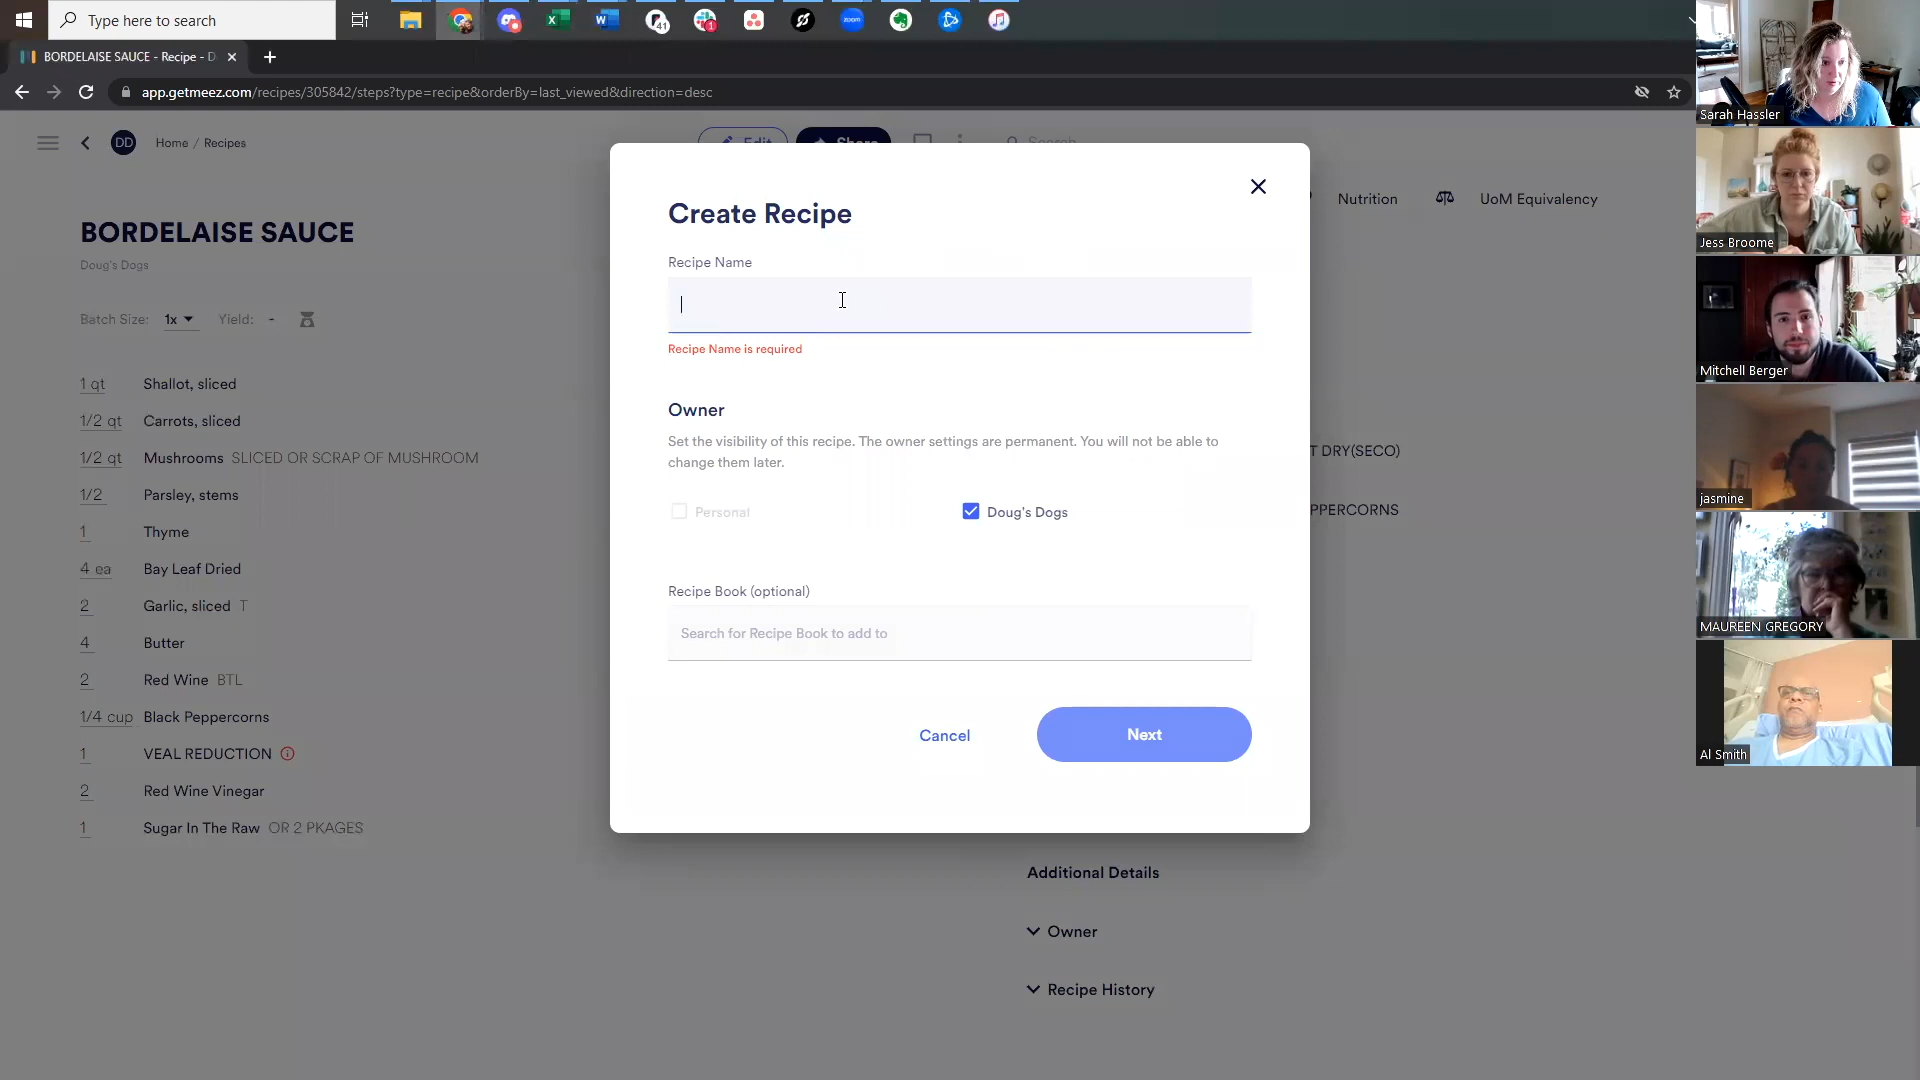 Type here to search
41
1
zoom
BORDELAISE SAUCE - Recipe - D
app.getmeez.com/recipes/305842/steps?type=recipe&orderBy=last_viewed&direction=desc
DD
Home / Recipes
Edit
Share
Search
Nutrition
UoM Equivalency
BORDELAISE SAUCE
Doug's Dogs
Batch Size: 1x Yield: -
1 qt Shallot, sliced
1/2 qt Carrots, sliced
1/2 qt Mushrooms SLICED OR SCRAP OF MUSHROOM
1/2 Parsley, stems
1 Thyme
4 ea Bay Leaf Dried
2 Garlic, sliced T
4 Butter
2 Red Wine BTL
1/4 cup Black Peppercorns
1 VEAL REDUCTION
2 Red Wine Vinegar
1 Sugar In The Raw OR 2 PKAGES
Create Recipe
Recipe Name
Recipe Name is required
Owner
Set the visibility of this recipe. The owner settings are permanent. You will not be able to
change them later.
Personal
Doug's Dogs
Recipe Book (optional)
Search for Recipe Book to add to
Cancel
Next
T DRY(SECO)
PPERCORNS
Additional Details
Owner
Recipe History
Sarah Hassler
Jess Broome
Mitchell Berger
jasmine
MAUREEN GREGORY
Al Smith